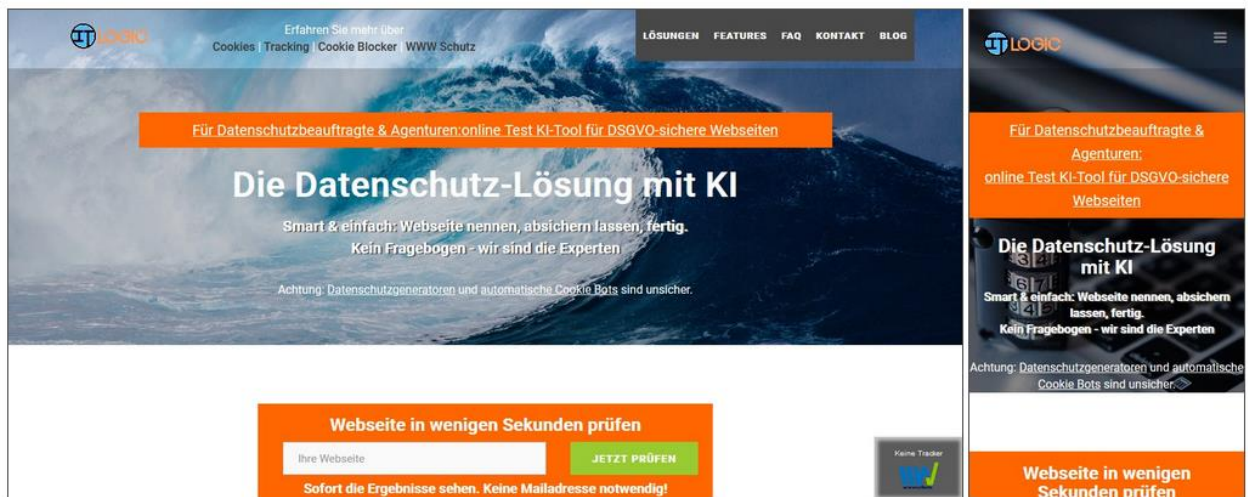 IT LOGIC
Erfahren Sie mehr über
Cookies | Tracking | Cookie Blocker | WWW Schutz
LÖSUNGEN FEATURES FAQ KONTAKT BLOG
Für Datenschutzbeauftragte & Agenturen:online Test KI-Tool für DSGVO-sichere Webseiten
Die Datenschutz-Lösung mit KI
Smart & einfach: Webseite nennen, absichern lassen, fertig.
Kein Fragebogen - wir sind die Experten
Achtung: Datenschutzgeneratoren und automatische Cookie Bots sind unsicher.
Webseite in wenigen Sekunden prüfen
Ihre Webseite
JETZT PRÜFEN
Sofort die Ergebnisse sehen. Keine Mailadresse notwendig!
Keine Tracker
IT LOGIC
Für Datenschutzbeauftragte &
Agenturen:
online Test KI-Tool für DSGVO-sichere
Webseiten
Die Datenschutz-Lösung
mit KI
Smart & einfach: Webseite nennen, absichern
lassen, fertig.
Kein Fragebogen - wir sind die Experten
Achtung: Datenschutzgeneratoren und automatische
Cookie Bots sind unsicher.
Webseite in wenigen
Sekunden prüfen